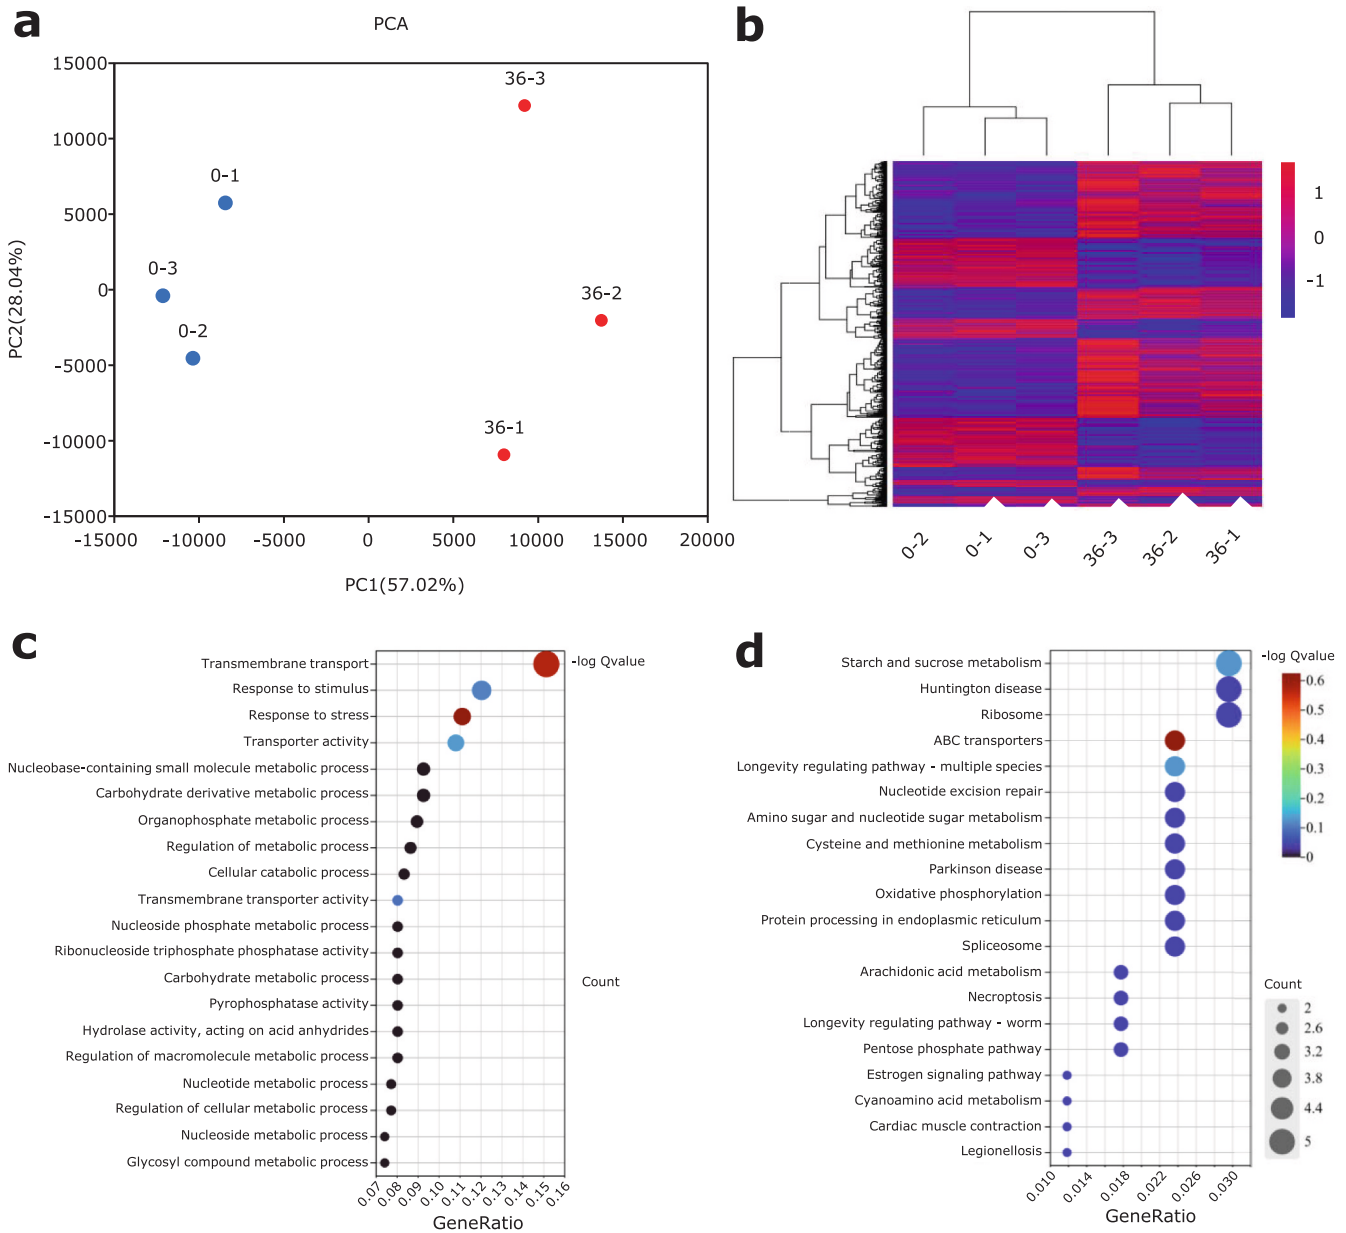 a
PCA
15000
10000
5000
0
-5000
-10000
-15000
PC2(28.04%)
36-3
0-1
0-3
0-2
36-2
36-1
-15000 -10000 -5000 0 5000 10000 15000 20000
PC1(57.02%)
b
1
0
-1
0-2 0-1 0-3 36-3 36-2 36-1
c
Transmembrane transport
Response to stimulus
Response to stress
Transporter activity
Nucleobase-containing small molecule metabolic process
Carbohydrate derivative metabolic process
Organophosphate metabolic process
Regulation of metabolic process
Cellular catabolic process
Transmembrane transporter activity
Nucleoside phosphate metabolic process
Ribonucleoside triphosphate phosphatase activity
Carbohydrate metabolic process
Pyrophosphatase activity
Hydrolase activity, acting on acid anhydrides
Regulation of macromolecule metabolic process
Nucleotide metabolic process
Regulation of cellular metabolic process
Nucleoside metabolic process
Glycosyl compound metabolic process
0.07 0.08 0.09 0.10 0.11 0.12 0.13 0.14 0.15 0.16
GeneRatio
-log Qvalue
Count
d
Starch and sucrose metabolism
Huntington disease
Ribosome
ABC transporters
Longevity regulating pathway - multiple species
Nucleotide excision repair
Amino sugar and nucleotide sugar metabolism
Cysteine and methionine metabolism
Parkinson disease
Oxidative phosphorylation
Protein processing in endoplasmic reticulum
Spliceosome
Arachidonic acid metabolism
Necroptosis
Longevity regulating pathway - worm
Pentose phosphate pathway
Estrogen signaling pathway
Cyanoamino acid metabolism
Cardiac muscle contraction
Legionellosis
0.010 0.014 0.018 0.022 0.026 0.030
GeneRatio
-log Qvalue
0.6
0.5
0.4
0.3
0.2
0.1
0
Count
2
2.6
3.2
3.8
4.4
5